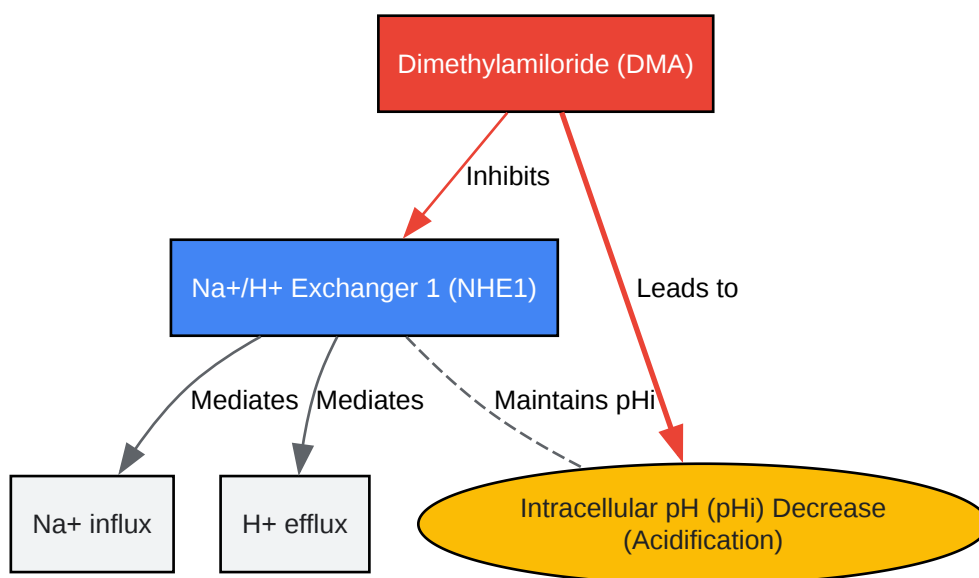 Dimethylamiloride (DMA)
Inhibits
Na+/H+ Exchanger 1 (NHE1)
Leads to
Mediates
Mediates
Maintains pHi
Na+ influx
H+ efflux
Intracellular pH (pHi) Decrease
(Acidification)